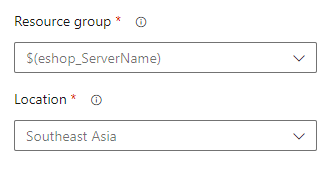 Resource group *
$(eshop_ServerName)
Location *
Southeast Asia